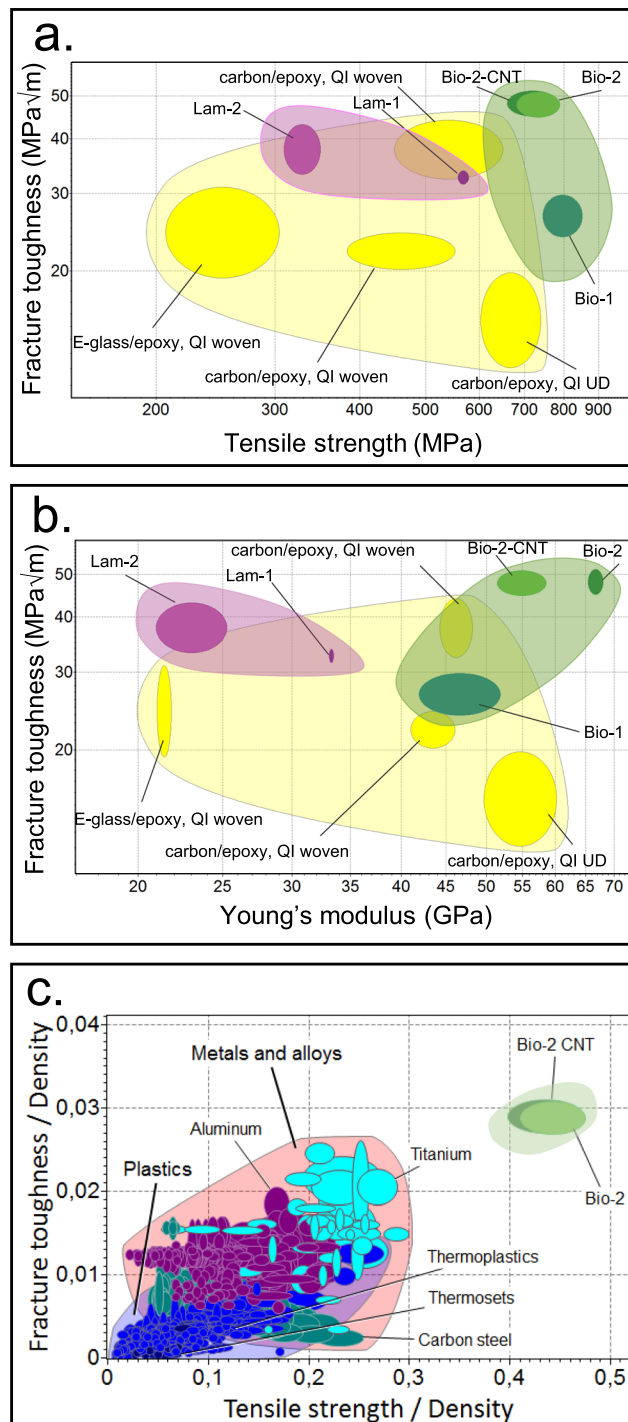 a.
carbon/epoxy, QI woven
Bio-2-CNT
Bio-2
Lam-2
Lam-1
50
40
30
20
Fracture toughness (MPa√m)
Bio-1
E-glass/epoxy, QI woven
carbon/epoxy, QI woven
carbon/epoxy, QI UD
200 300 400 500 600 700 800 900
Tensile strength (MPa)
b.
carbon/epoxy, QI woven
Bio-2-CNT
Bio-2
Lam-2
Lam-1
50
40
30
20
Fracture toughness (MPa√m)
Bio-1
E-glass/epoxy, QI woven
carbon/epoxy, QI woven
carbon/epoxy, QI UD
20 25 30 35 40 45 50 55 60 65 70
Young's modulus (GPa)
c.
0,04
0,03
0,02
0,01
0
Fracture toughness / Density
Metals and alloys
Bio-2 CNT
Aluminum
Titanium
Plastics
Bio-2
Thermoplastics
Thermosets
Carbon steel
0 0,1 0,2 0,3 0,4 0,5
Tensile strength / Density